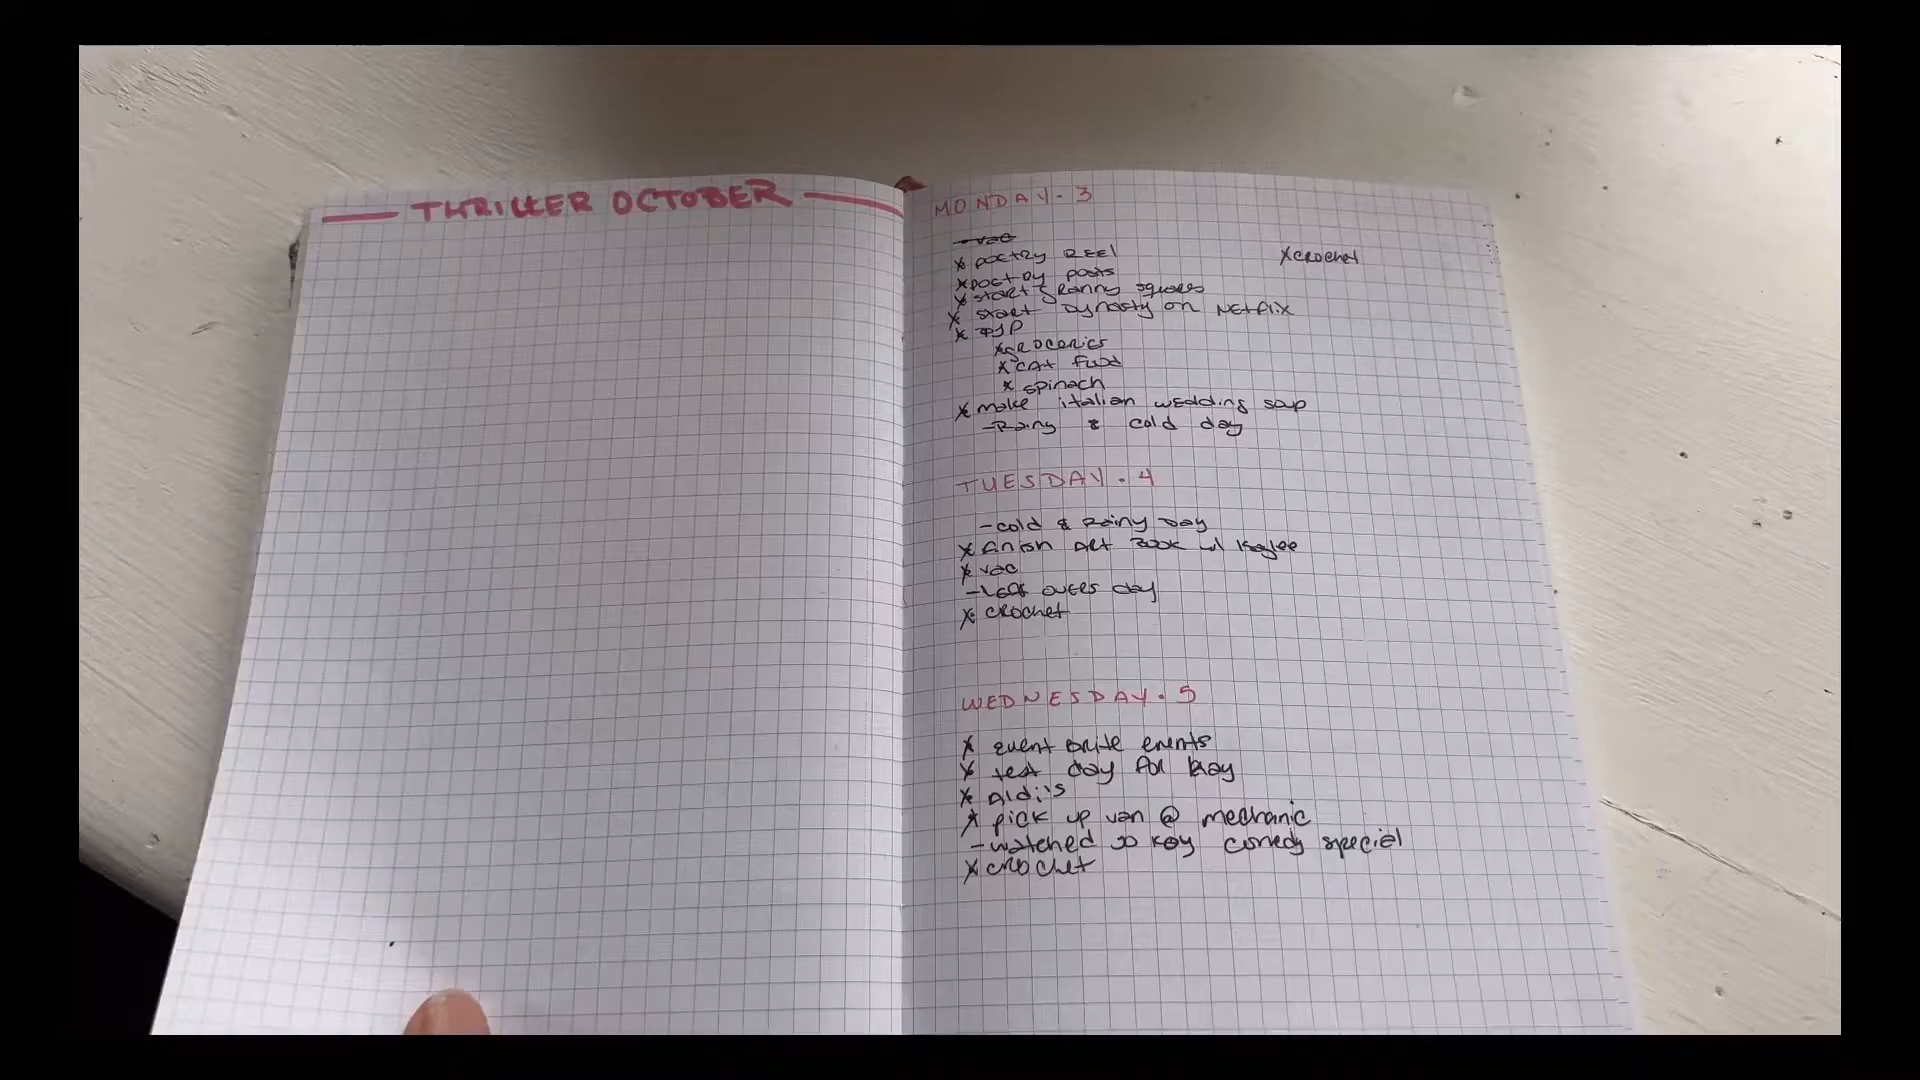 THRILLER OCTOBER
MONDAY. 3
- vac
x poetry REEl
x crochet
x poetry posts
x start granny squares
x start Dynasty on Netflix
x
x groceries
x cat food
x spinach
x make italian wedding soup
- Rainy & cold day
TUESDAY. 4
- cold & Rainy Day
x finish Art Book w/ Kaylee
x vac
- left overs day
x crochet
WEDNESDAY. 5
x event brite events
x test day for kay
x Aldi's
x pick up van @ mechanic
- watched Jo Koy comedy special
x crochet